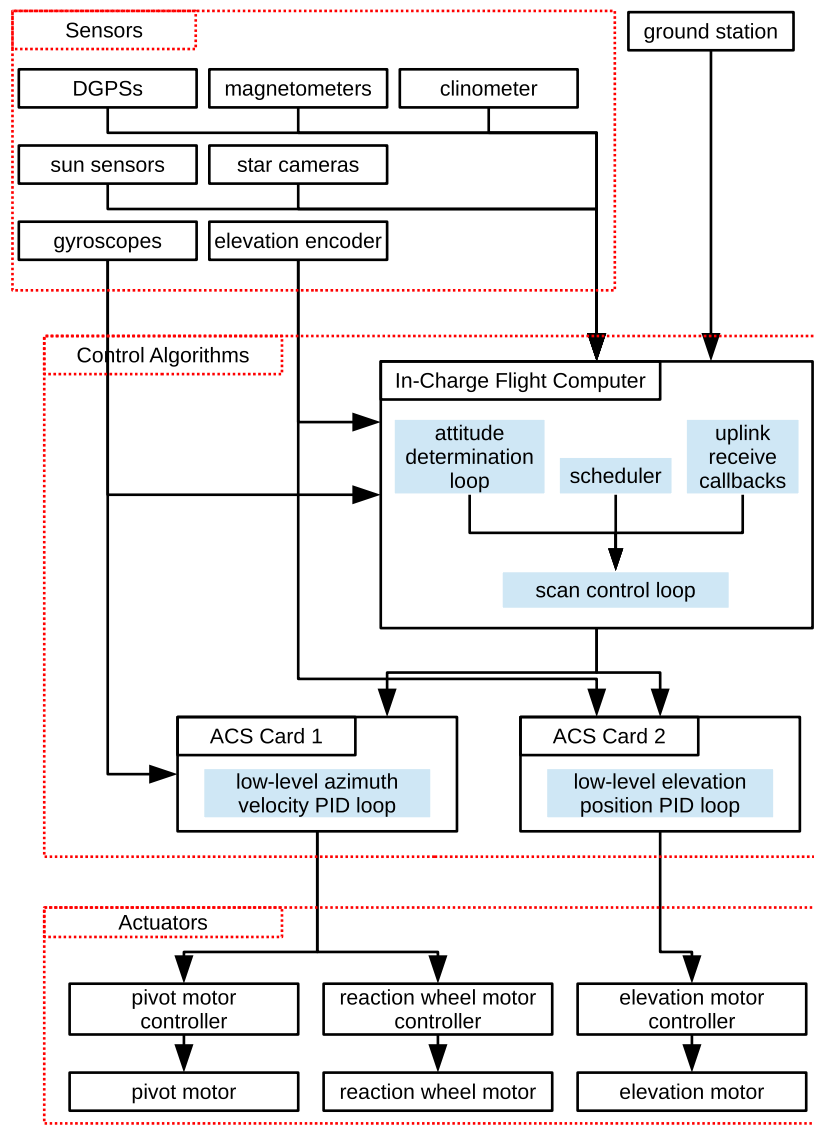 Sensors
ground station
DGPSs
magnetometers
clinometer
sun sensors
star cameras
gyroscopes
elevation encoder
Control Algorithms
In-Charge Flight Computer
attitude
determination
loop
scheduler
uplink
receive
callbacks
scan control loop
ACS Card 1
low-level azimuth
velocity PID loop
ACS Card 2
low-level elevation
position PID loop
Actuators
pivot motor
controller
reaction wheel motor
controller
elevation motor
controller
pivot motor
reaction wheel motor
elevation motor